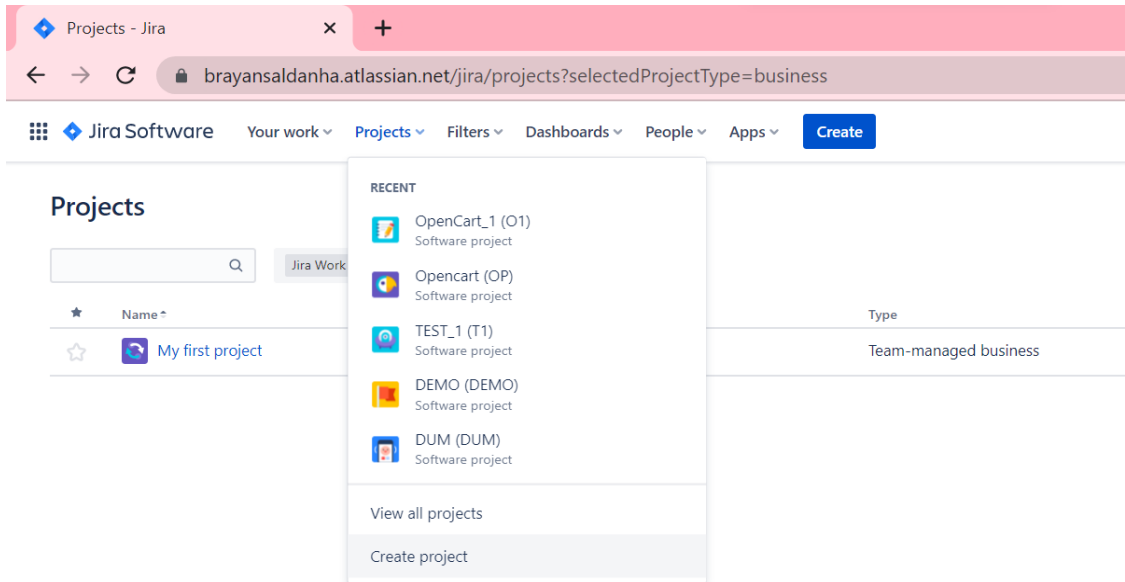 Projects - Jira
brayansaldanha.atlassian.net/jira/projects?selectedProjectType=business
Jira Software Your work Projects Filters Dashboards People Apps Create
Projects
RECENT
OpenCart_1 (O1)
Software project
Opencart (OP)
Software project
TEST_1 (T1)
Software project
DEMO (DEMO)
Software project
DUM (DUM)
Software project
View all projects
Create project
Jira Work
Name Type
My first project Team-managed business